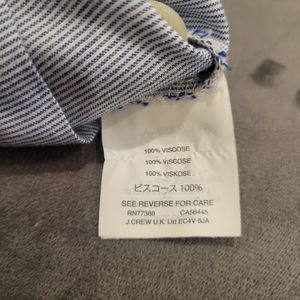 100% VISCOSE
100% VISCOSE
100% VISKOSE
ビスコース 100%
SEE REVERSE FOR CARE
RN77388 CA56445
J.CREW U.K. Ltd EC4V 6JA